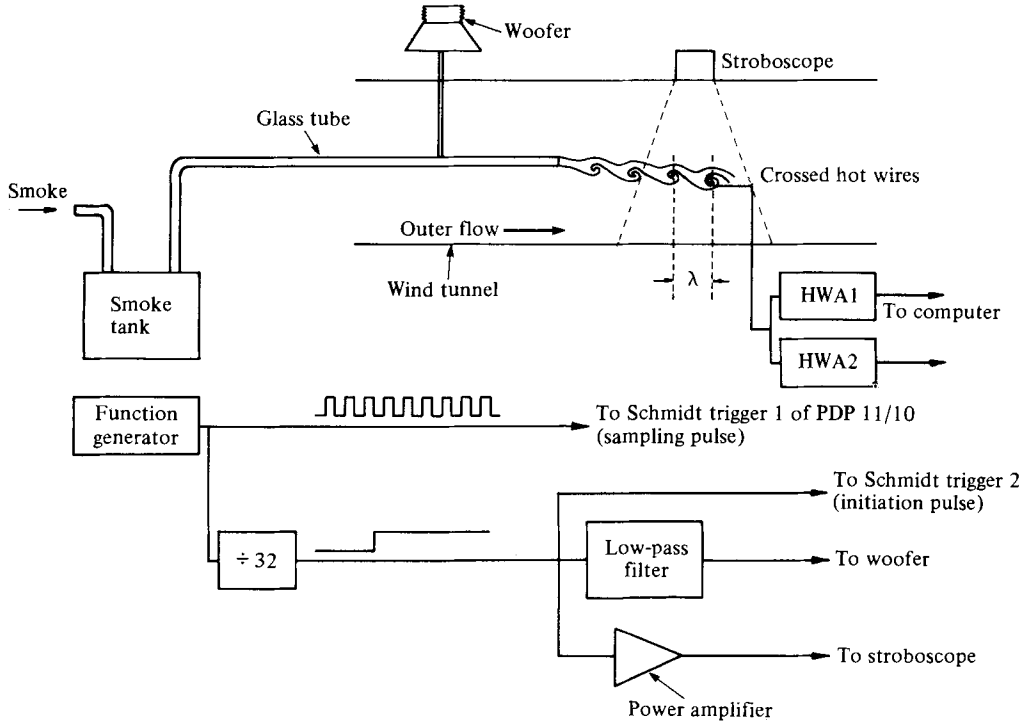 Woofer
Stroboscope
Glass tube
Smoke
Crossed hot wires
Outer flow
Wind tunnel
λ
Smoke
tank
HWA1
To computer
HWA2
Function
generator
To Schmidt trigger 1 of PDP 11/10
(sampling pulse)
To Schmidt trigger 2
(initiation pulse)
÷ 32
Low-pass
filter
To woofer
To stroboscope
Power amplifier